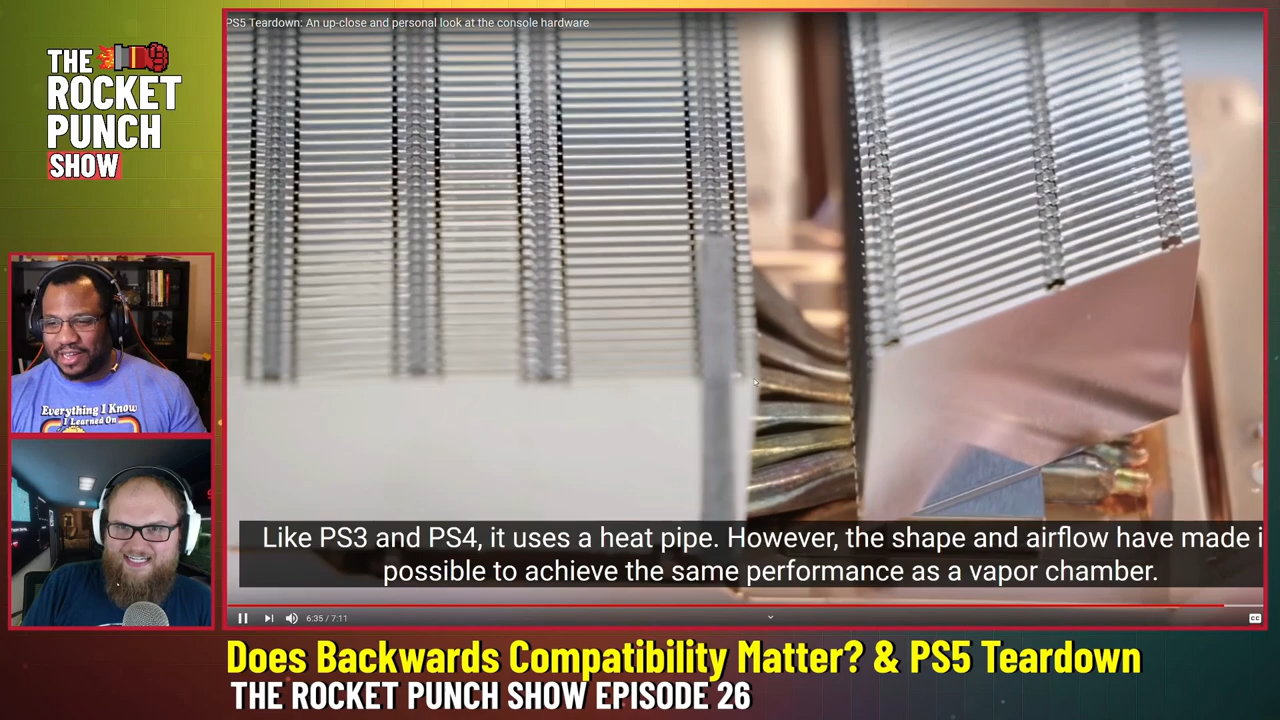 PS5 Teardown: An up-close and personal look at the console hardware
THE
ROCKET
PUNCH
SHOW
Everything I Know
I Learned On
Like PS3 and PS4, it uses a heat pipe. However, the shape and airflow have made i
possible to achieve the same performance as a vapor chamber.
6:35 / 7:11
CC
Does Backwards Compatibility Matter? & PS5 Teardown
THE ROCKET PUNCH SHOW EPISODE 26